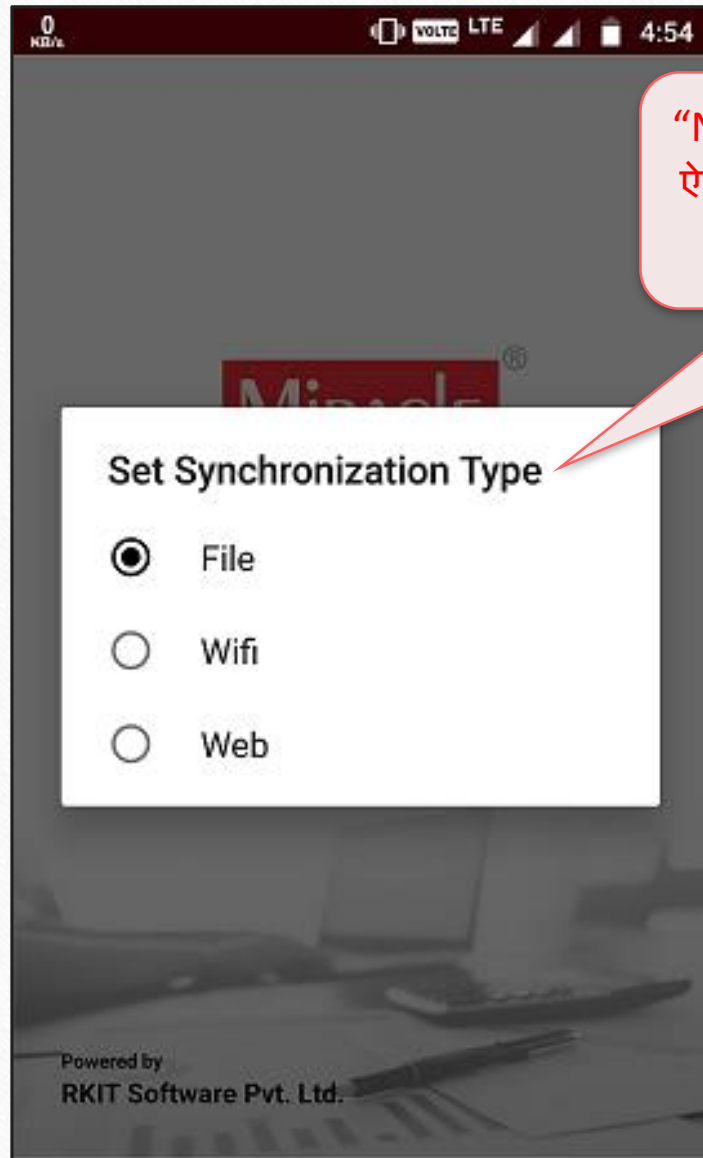 0
KB/s
VOLTE LTE 4:54
®
Set Synchronization Type
File
Wifi
Web
Powered by
RKIT Software Pvt. Ltd.